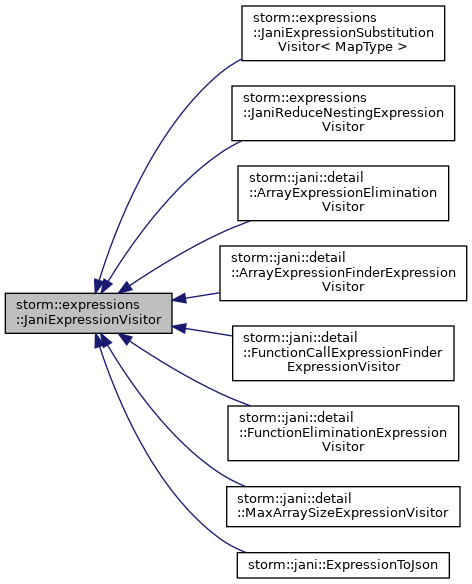 storm::expressions
::JaniExpressionSubstitution
Visitor< MapType >
storm::expressions
::JaniReduceNestingExpression
Visitor
storm::jani::detail
::ArrayExpressionElimination
Visitor
storm::jani::detail
::ArrayExpressionFinderExpression
Visitor
storm::expressions
::JaniExpressionVisitor
storm::jani::detail
::FunctionCallExpressionFinder
ExpressionVisitor
storm::jani::detail
::FunctionEliminationExpression
Visitor
storm::jani::detail
::MaxArraySizeExpressionVisitor
storm::jani::ExpressionToJson